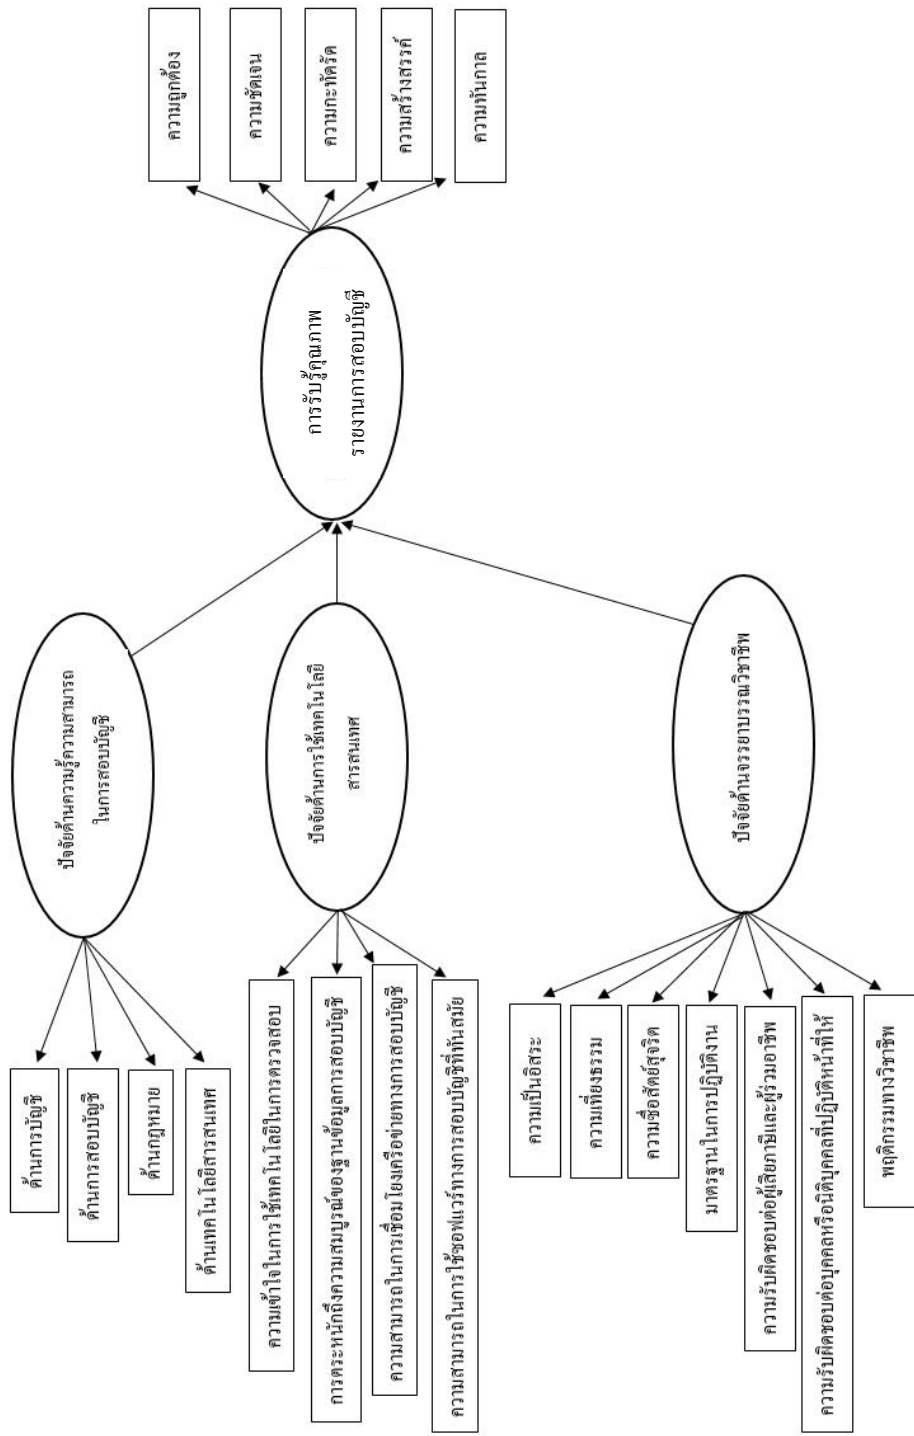 ด้านการบัญชี
ด้านการสอบบัญชี
ด้านกฎหมาย
ด้านเทคโนโลยีสารสนเทศ
ปัจจัยด้านความรู้ความสามารถ
ในการสอบบัญชี
ความเข้าใจในการใช้เทคโนโลยีในการตรวจสอบ
การตระหนักถึงความสมบูรณ์ของฐานข้อมูลการสอบบัญชี
ความสามารถในการเชื่อมโยงเครือข่ายทางการสอบบัญชี
ความสามารถในการใช้ซอฟแวร์ทางการสอบบัญชีที่ทันสมัย
ปัจจัยด้านการใช้เทคโนโลยี
สารสนเทศ
ความเป็นอิสระ
ความเที่ยงธรรม
ความซื่อสัตย์สุจริต
มาตรฐานในการปฏิบัติงาน
ความรับผิดชอบต่อผู้เสียภาษีและผู้ร่วมอาชีพ
ความรับผิดชอบต่อบุคคลหรือนิติบุคคลที่ปฏิบัติหน้าที่ให้
พฤติกรรมทางวิชาชีพ
ปัจจัยด้านจรรยาบรรณวิชาชีพ
การรับรู้คุณภาพ
รายงานการสอบบัญชี
ความถูกต้อง
ความชัดเจน
ความกะทัดรัด
ความสร้างสรรค์
ความทันกาล